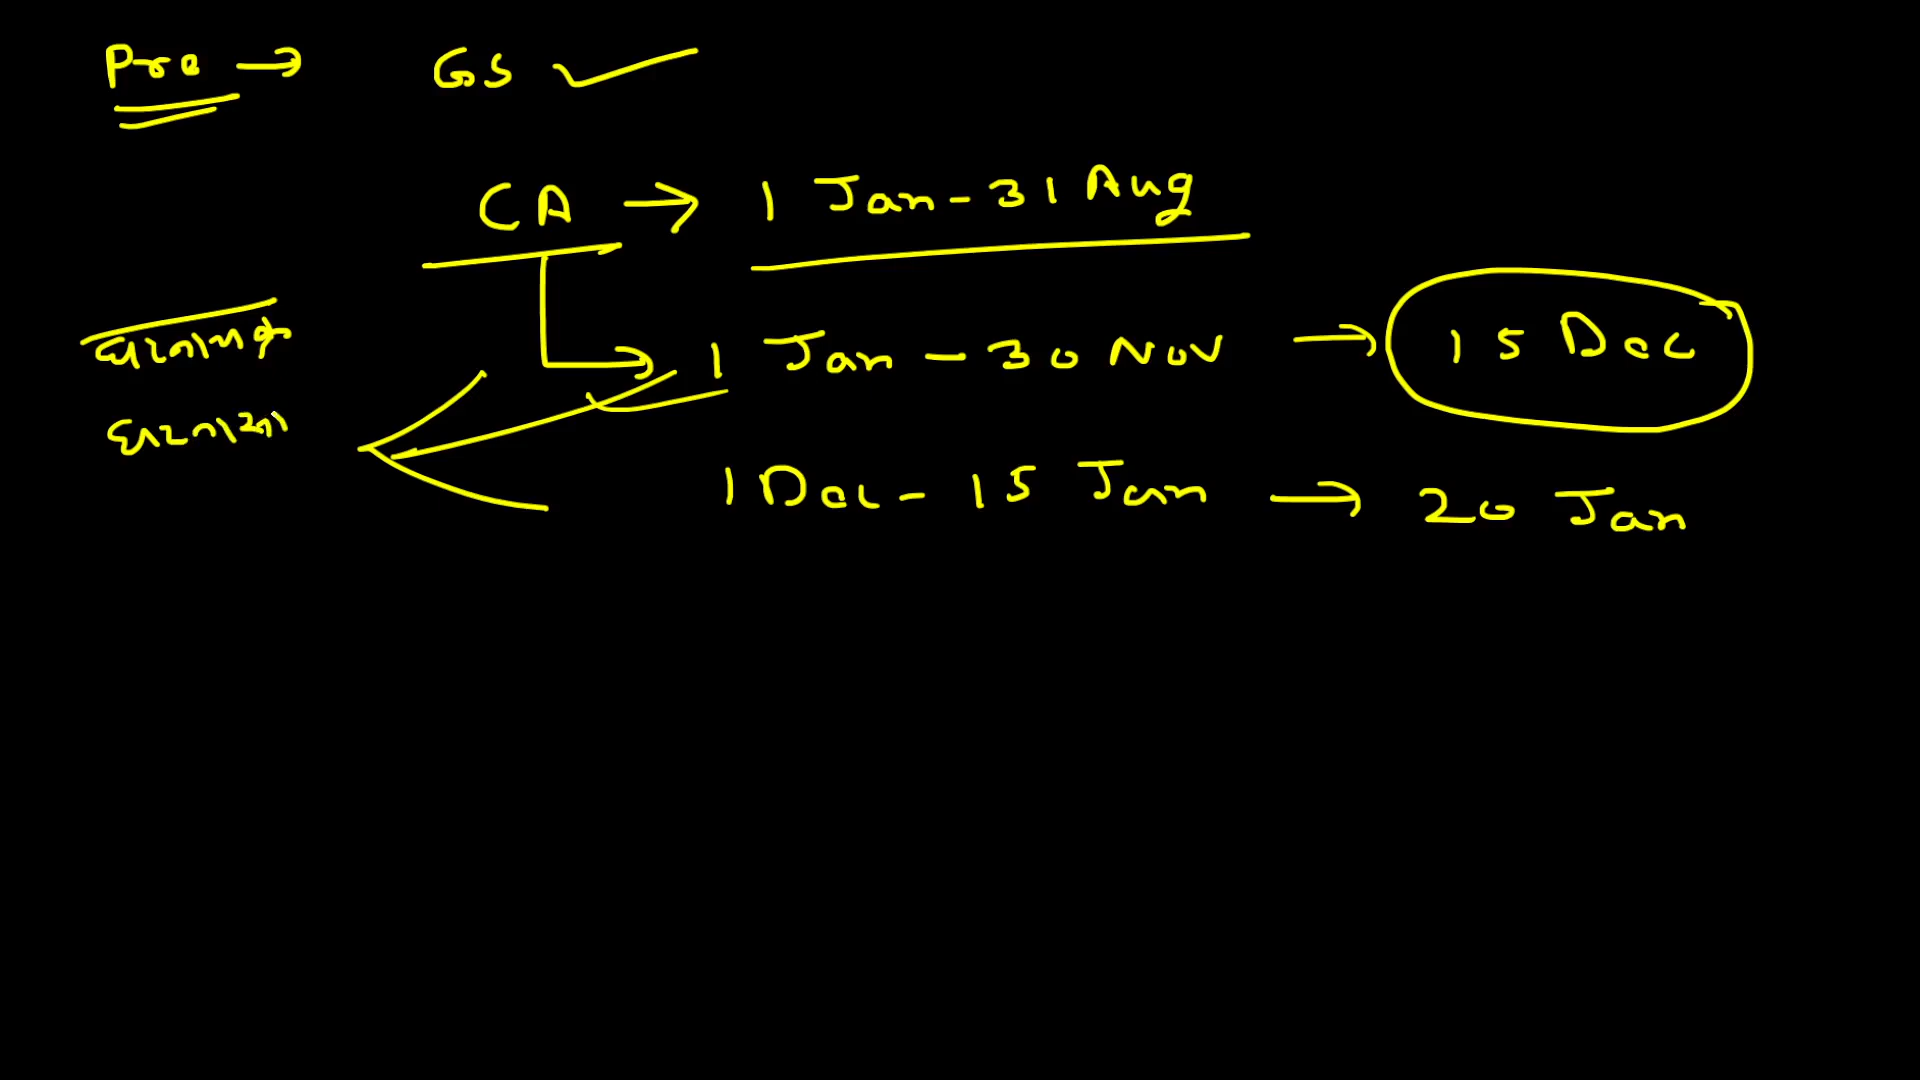 Pre → GS ✓
CA → 1 Jan - 31 Aug
1 Jan - 30 Nov → 15 Dec
1 Dec - 15 Jan → 20 Jan